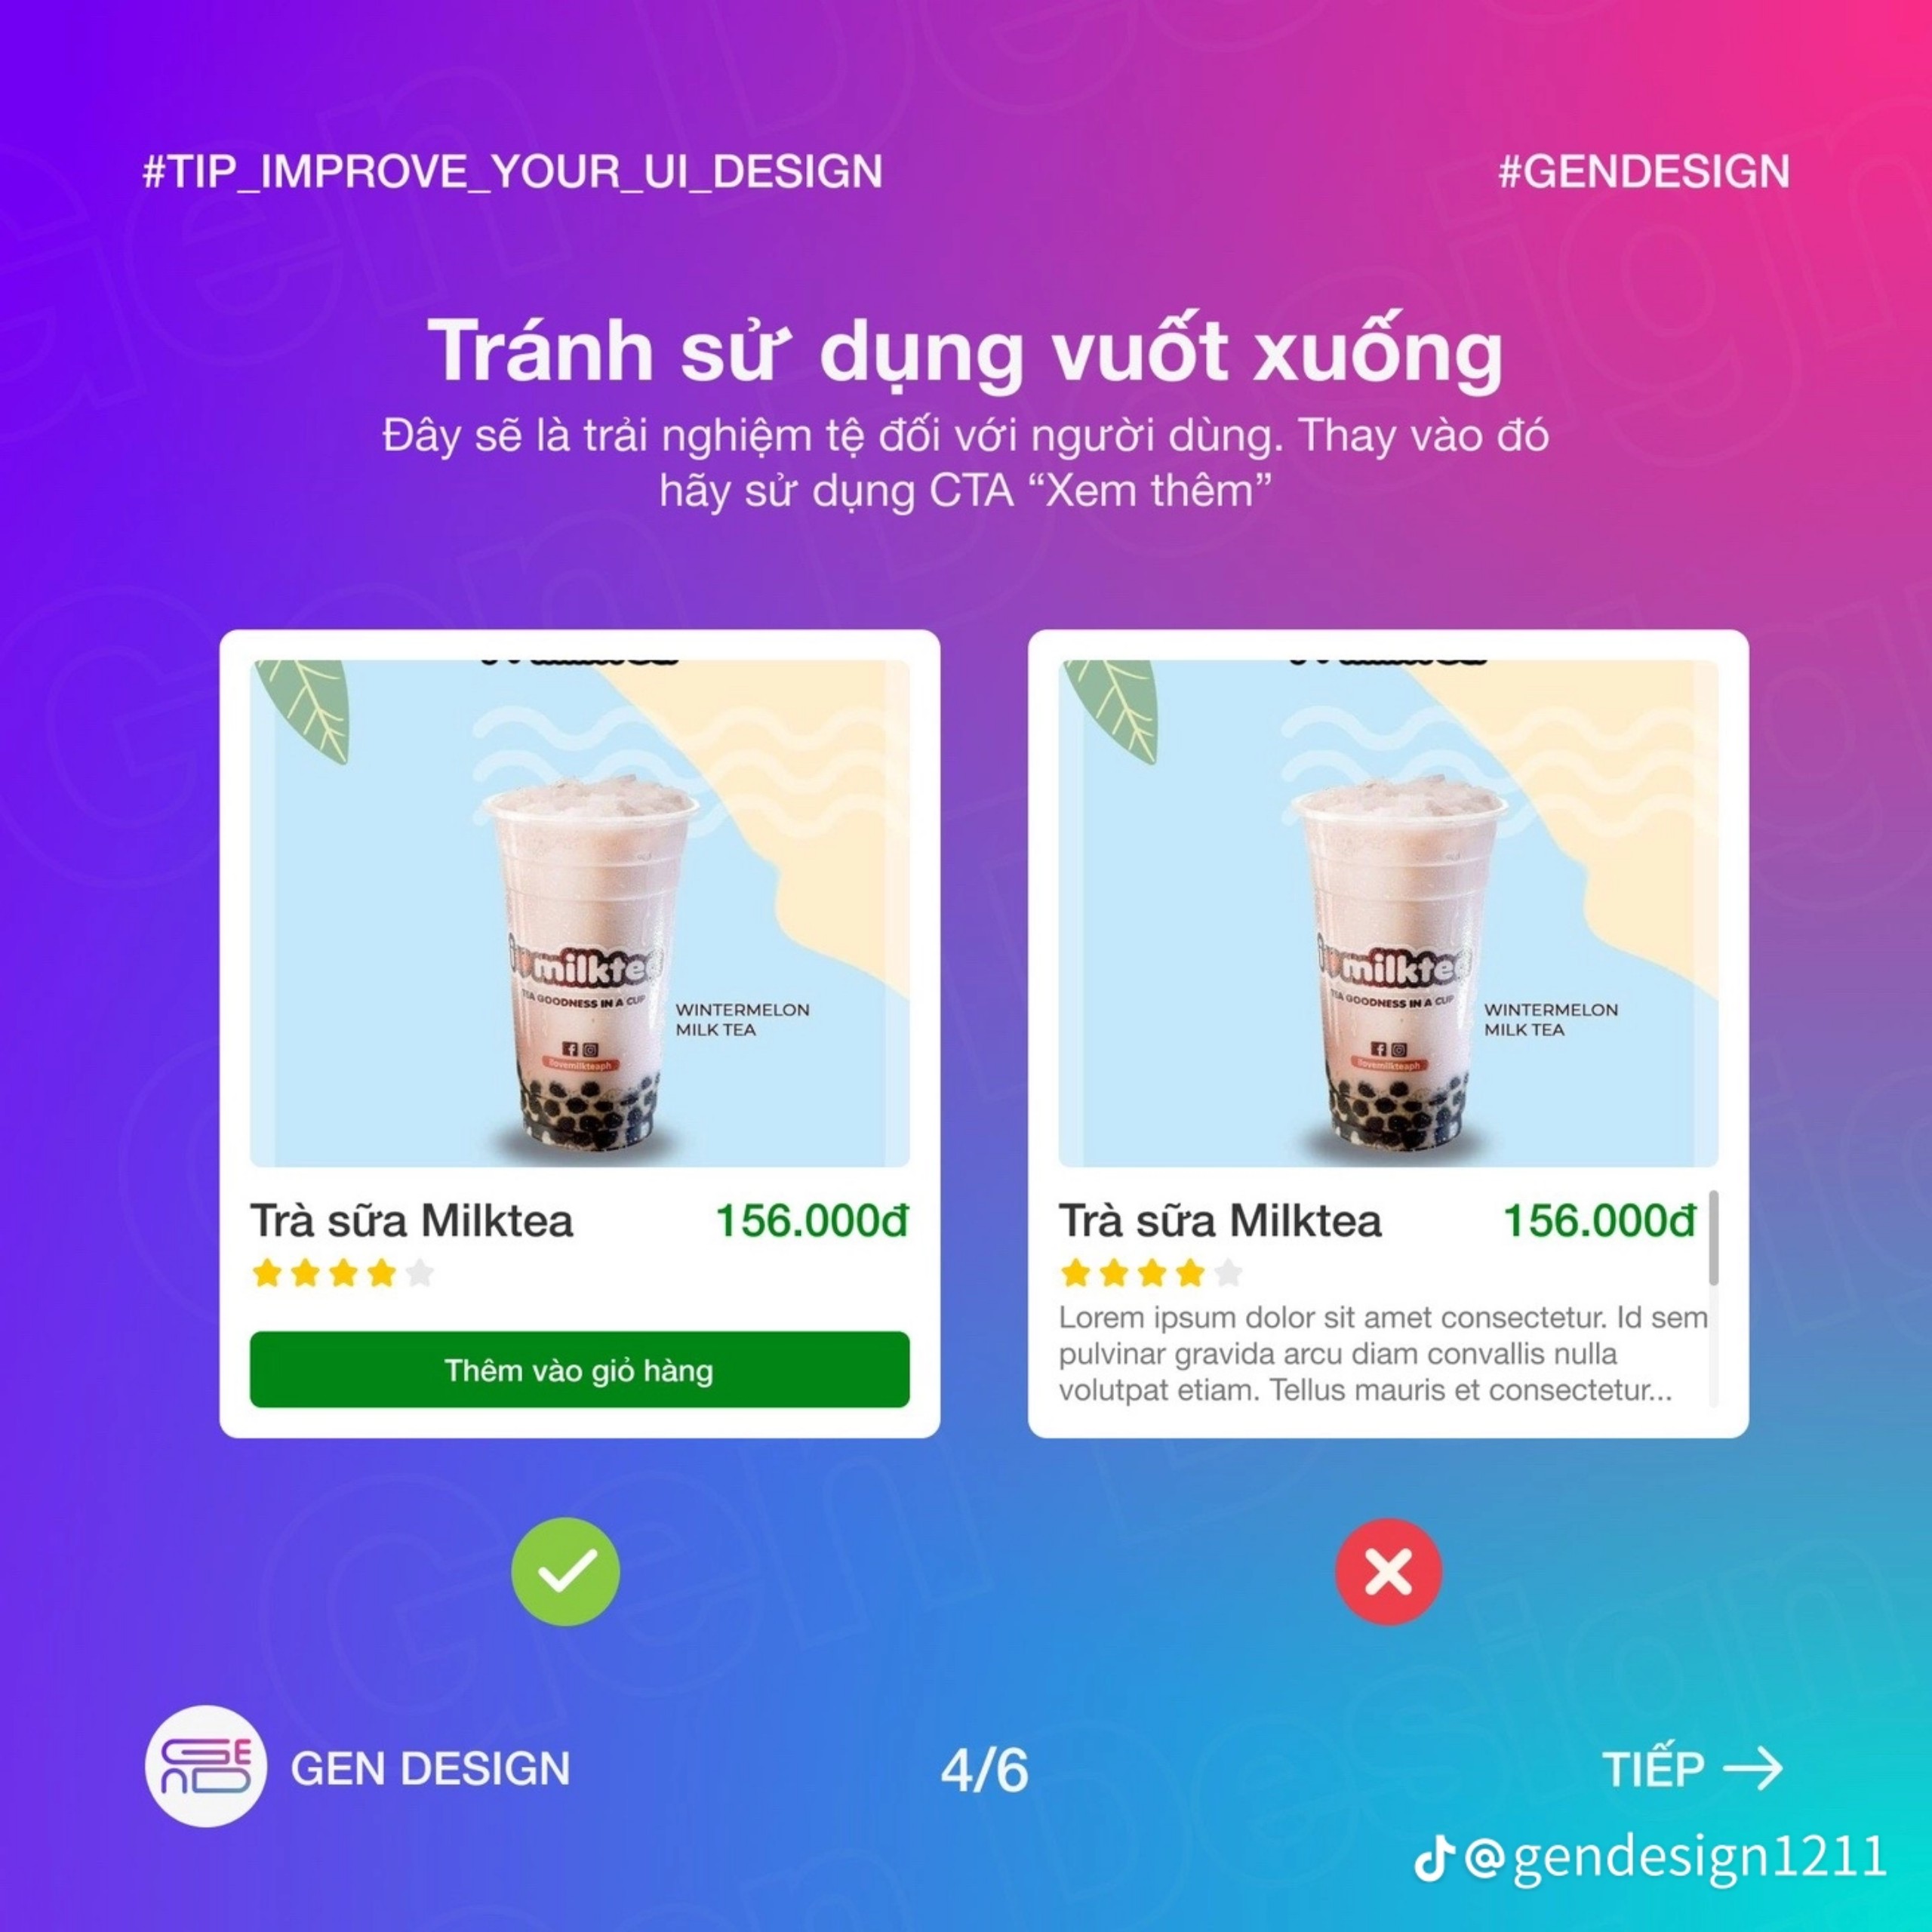 #TIP_IMPROVE_YOUR_UI_DESIGN
#GENDESIGN
Tránh sử dụng vuốt xuống
Đây sẽ là trải nghiệm tệ đối với người dùng. Thay vào đó
hãy sử dụng CTA “Xem thêm”
milktea
TEA GOODNESS IN A CUP
WINTERMELON
MILK TEA
ilovemilkteaph
Trà sữa Milktea
156.000đ
Thêm vào giỏ hàng
milktea
TEA GOODNESS IN A CUP
WINTERMELON
MILK TEA
ilovemilkteaph
Trà sữa Milktea
156.000đ
Lorem ipsum dolor sit amet consectetur. Id sem
pulvinar gravida arcu diam convallis nulla
volutpat etiam. Tellus mauris et consectetur...
GEN DESIGN
4/6
TIẾP →
@gendesign1211